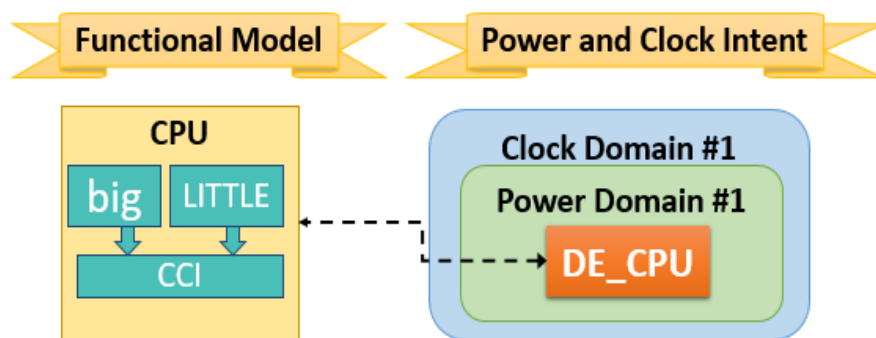 Functional Model
Power and Clock Intent
CPU
big
LITTLE
CCI
Clock Domain #1
Power Domain #1
DE_CPU